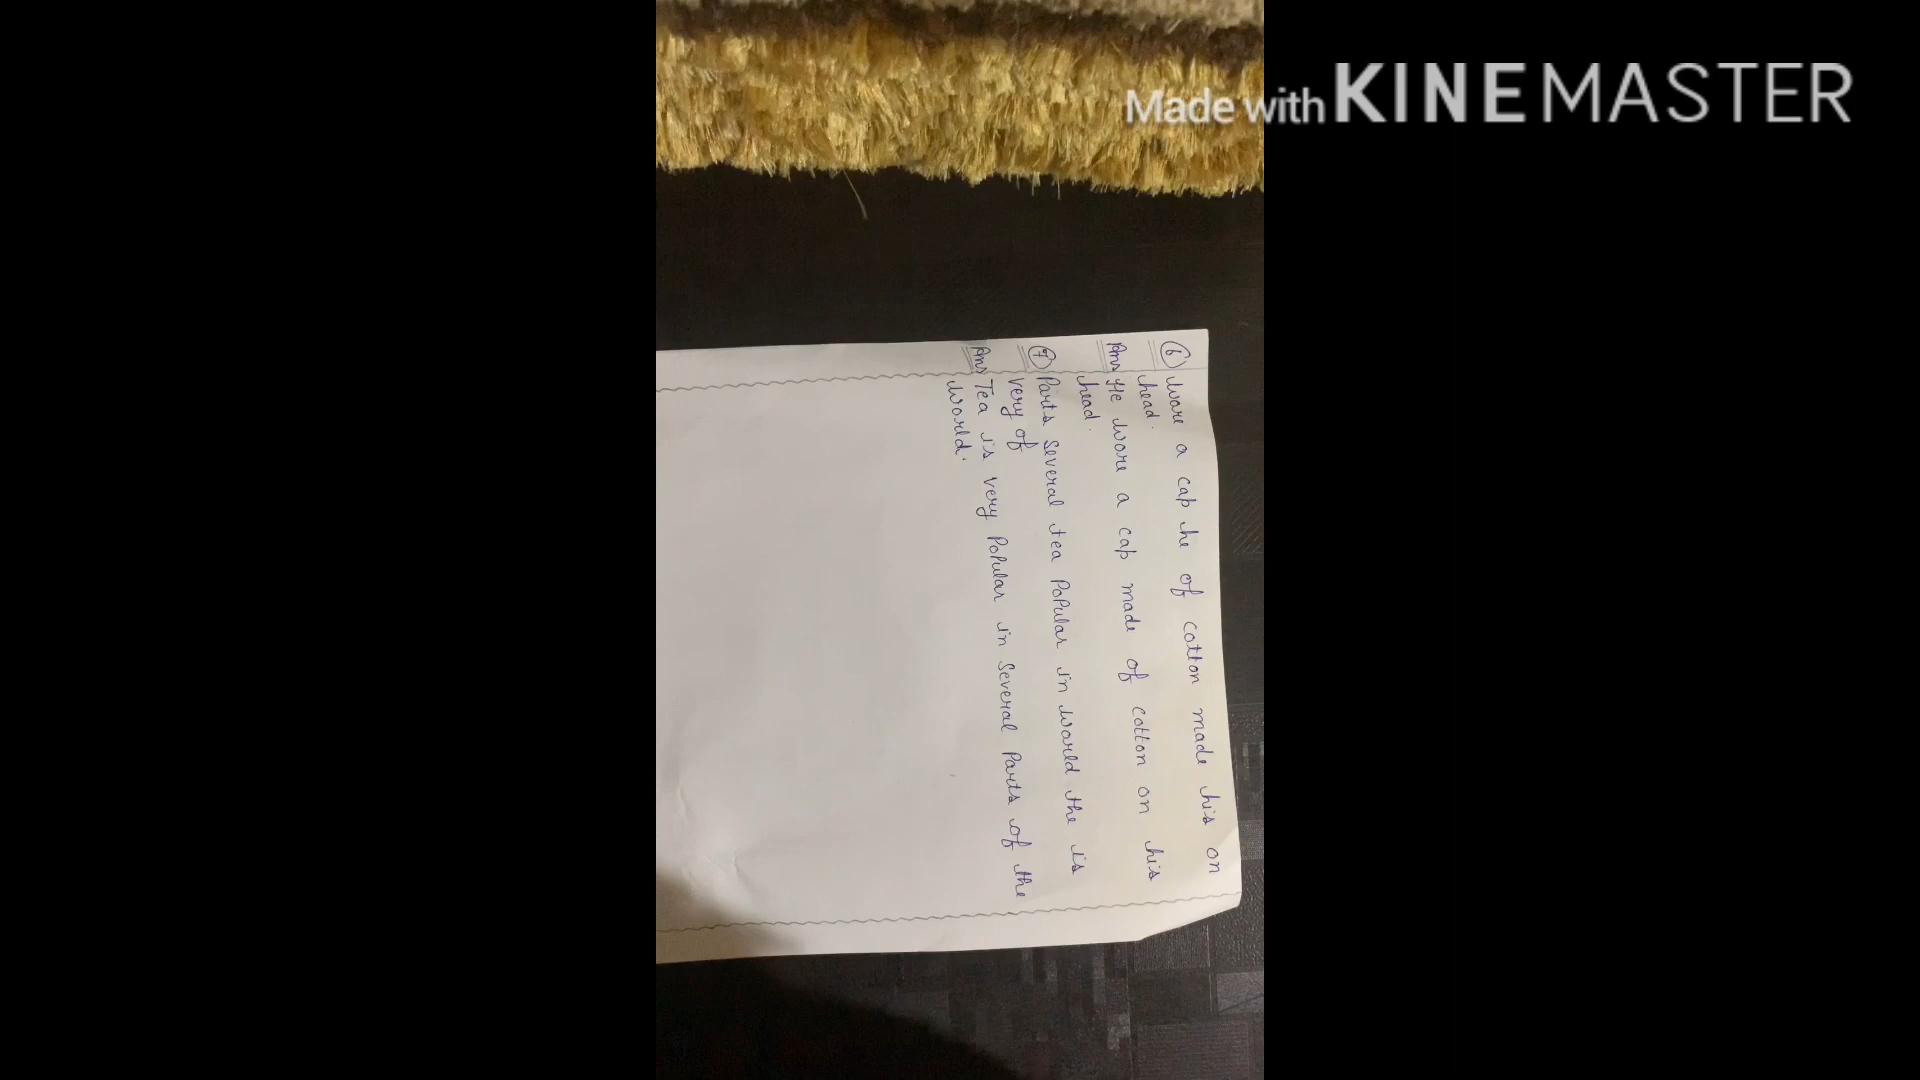 Made with KINEMASTER
6 wore a cap he of cotton made his on
head.
Ans He wore a cap made of cotton on his
head.
7 Parts several tea Popular in world the is
very of
Ans Tea is very Popular in several Parts of the
world.